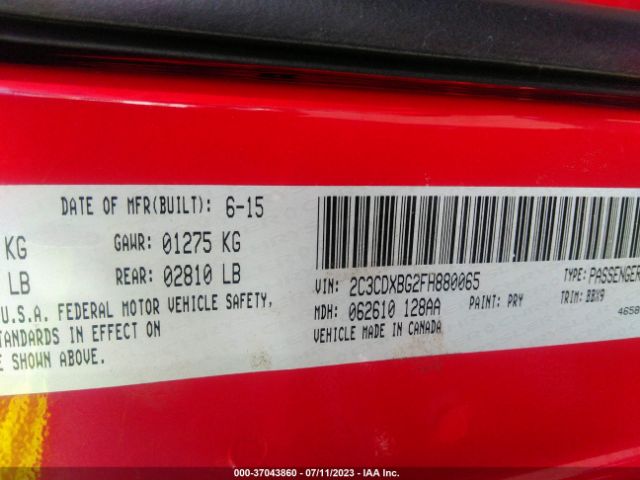 DATE OF MFR(BUILT): 6-15
KG GAWR: 01275 KG
LB REAR: 02810 LB
U.S.A. FEDERAL MOTOR VEHICLE SAFETY,
STANDARDS IN EFFECT ON
E SHOWN ABOVE.
VIN: 2C3CDXBG2FH880065 TYPE: PASSENGER
MDH: 062610 128AA PAINT: PRY TRIM: BBX9
VEHICLE MADE IN CANADA 4658
000-37043860 - 07/11/2023 - IAA Inc.